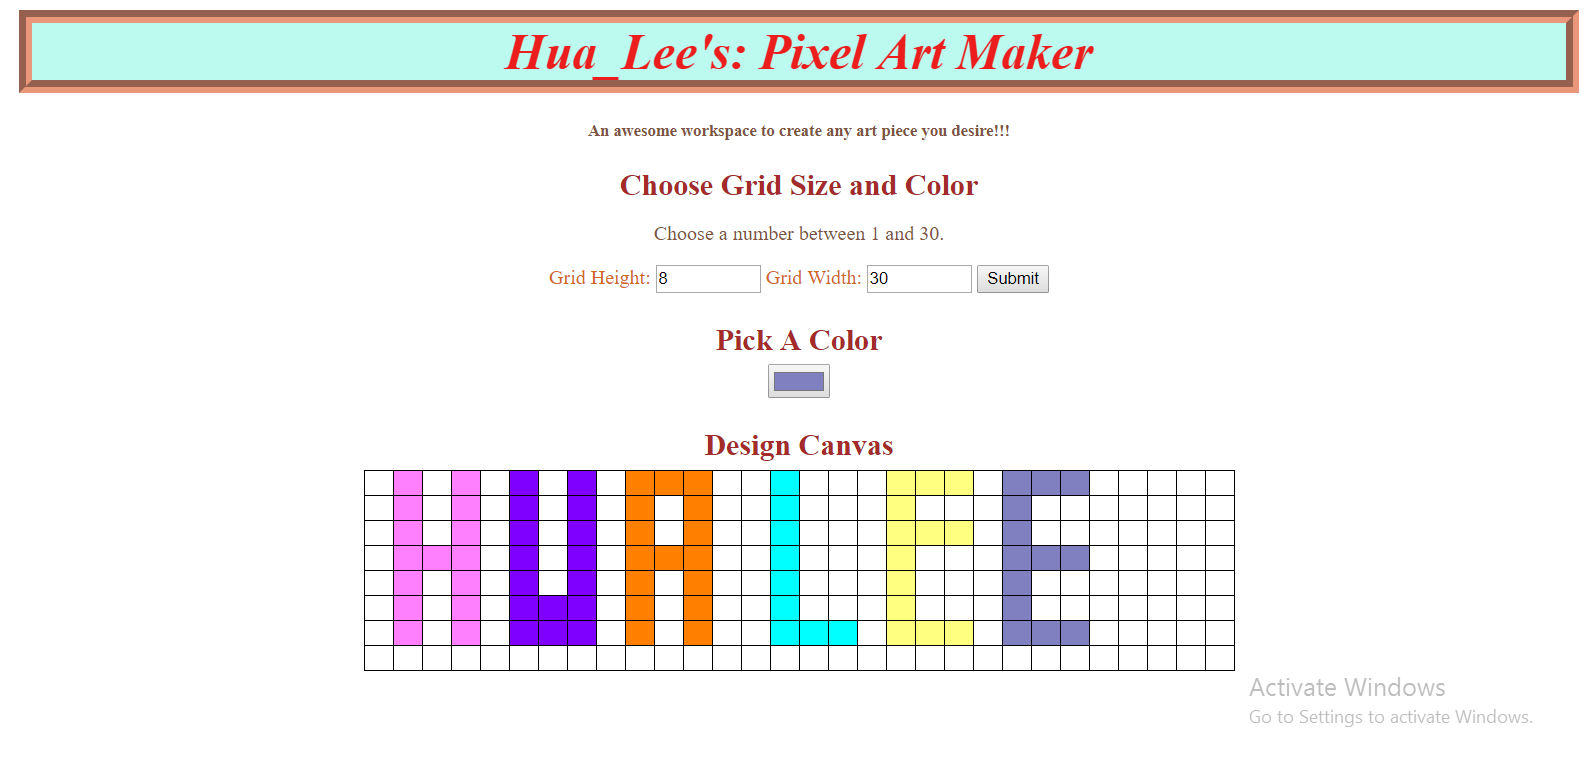 Hua_Lee's: Pixel Art Maker
An awesome workspace to create any art piece you desire!!!
Choose Grid Size and Color
Choose a number between 1 and 30.
Grid Height: 8 Grid Width: 30 Submit
Pick A Color
Design Canvas
HUA LEE
Activate Windows
Go to Settings to activate Windows.